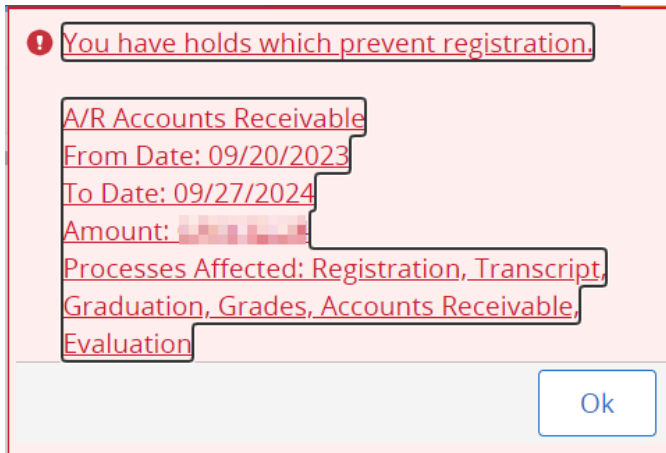 You have holds which prevent registration.
A/R Accounts Receivable
From Date: 09/20/2023
To Date: 09/27/2024
Amount:
Processes Affected: Registration, Transcript,
Graduation, Grades, Accounts Receivable,
Evaluation
Ok